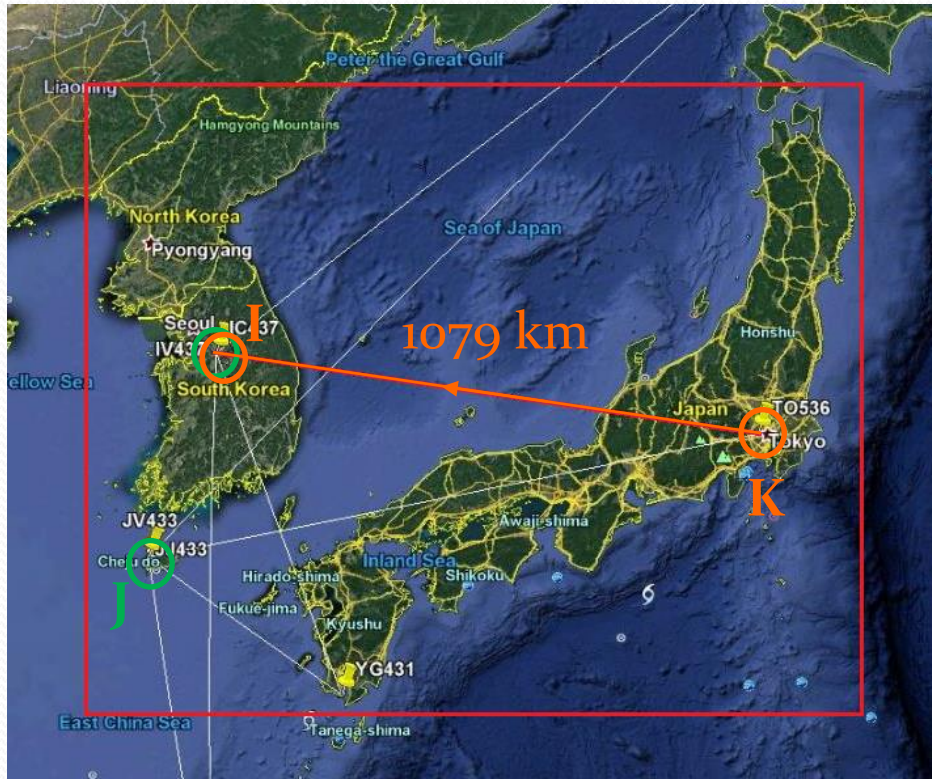 Peter the Great Gulf
Liaoning
Hamgyong Mountains
North Korea
Pyongyang
Sea of Japan
I
Seoul
IC437
IV437
1079 km
Honshu
Yellow Sea
South Korea
Japan
TO536
Tokyo
K
JV433
JJ433
Cheju do
Awaji-shima
Inland Sea
Hirado-shima
Shikoku
J
Fukue-jima
Kyushu
YG431
East China Sea
Tanega-shima